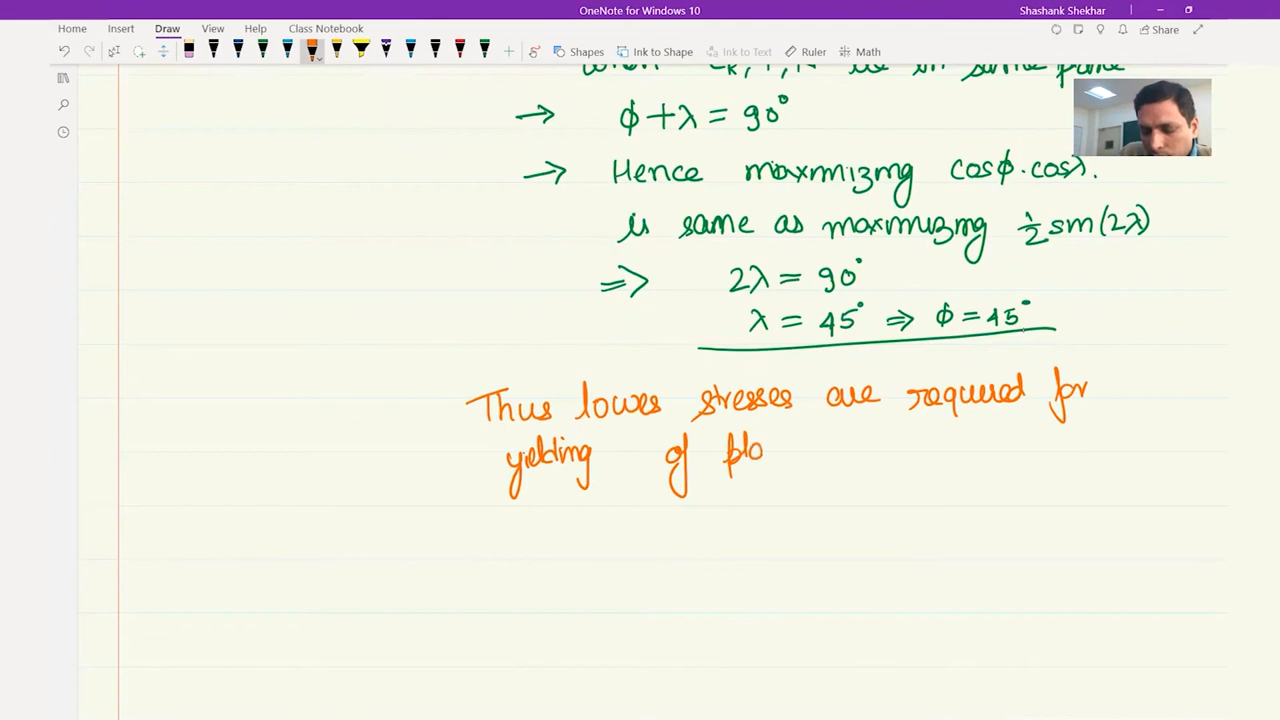 OneNote for Windows 10
Shashank Shekhar
Home Insert Draw View Help Class Notebook
Share
Shapes Ink to Shape Ink to Text Ruler Math
→ φ+λ = 90°
→ Hence maximizing cosφ·cosλ.
is same as maximizing ½ sin(2λ)
⇒ 2λ = 90°
λ = 45° ⇒ φ = 45°
Thus lower stresses are required for
yielding of plo